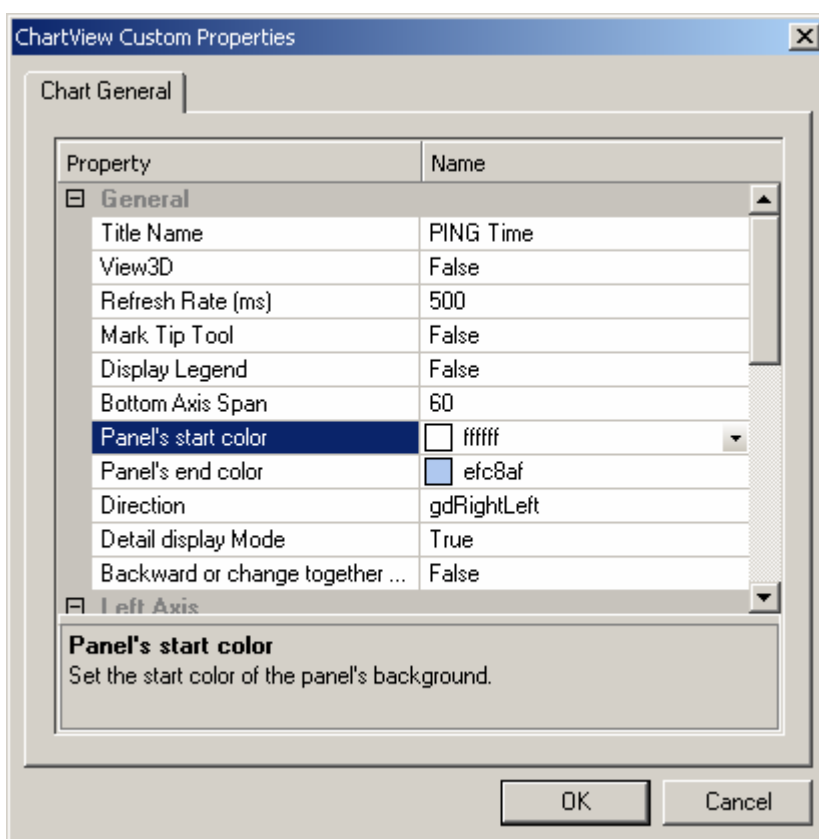 ChartView Custom Properties
Chart General
Property Name
General
Title Name PING Time
View3D False
Refresh Rate (ms) 500
Mark Tip Tool False
Display Legend False
Bottom Axis Span 60
Panel's start color ffffff
Panel's end color efc8af
Direction gdRightLeft
Detail display Mode True
Backward or change together ... False
Left Axis
Panel's start color
Set the start color of the panel's background.
OK Cancel